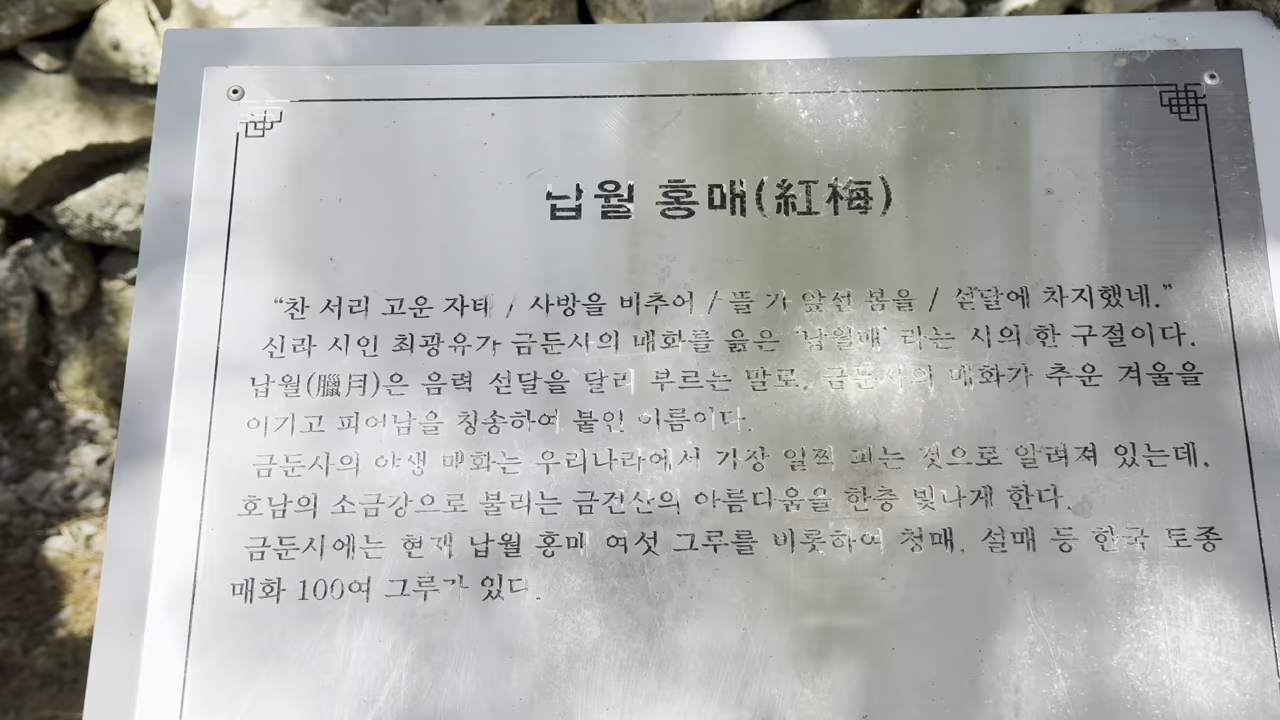 납월 홍매(紅梅)
“찬 서리 고운 자태 / 사방을 비추어 / 뜰 가 앞선 봄을 / 섣달에 차지했네.”
신라 시인 최광유가 금둔사의 매화를 읊은 '납월매' 라는 시의 한 구절이다.
납월(臘月)은 음력 섣달을 달리 부르는 말로, 금둔사의 매화가 추운 겨울을
이기고 피어남을 칭송하여 붙인 이름이다.
금둔사의 야생 매화는 우리나라에서 가장 일찍 피는 것으로 알려져 있는데,
호남의 소금강으로 불리는 금건산의 아름다움을 한층 빛나게 한다.
금둔사에는 현재 납월 홍매 여섯 그루를 비롯하여 청매, 설매 등 한국 토종
매화 100여 그루가 있다.